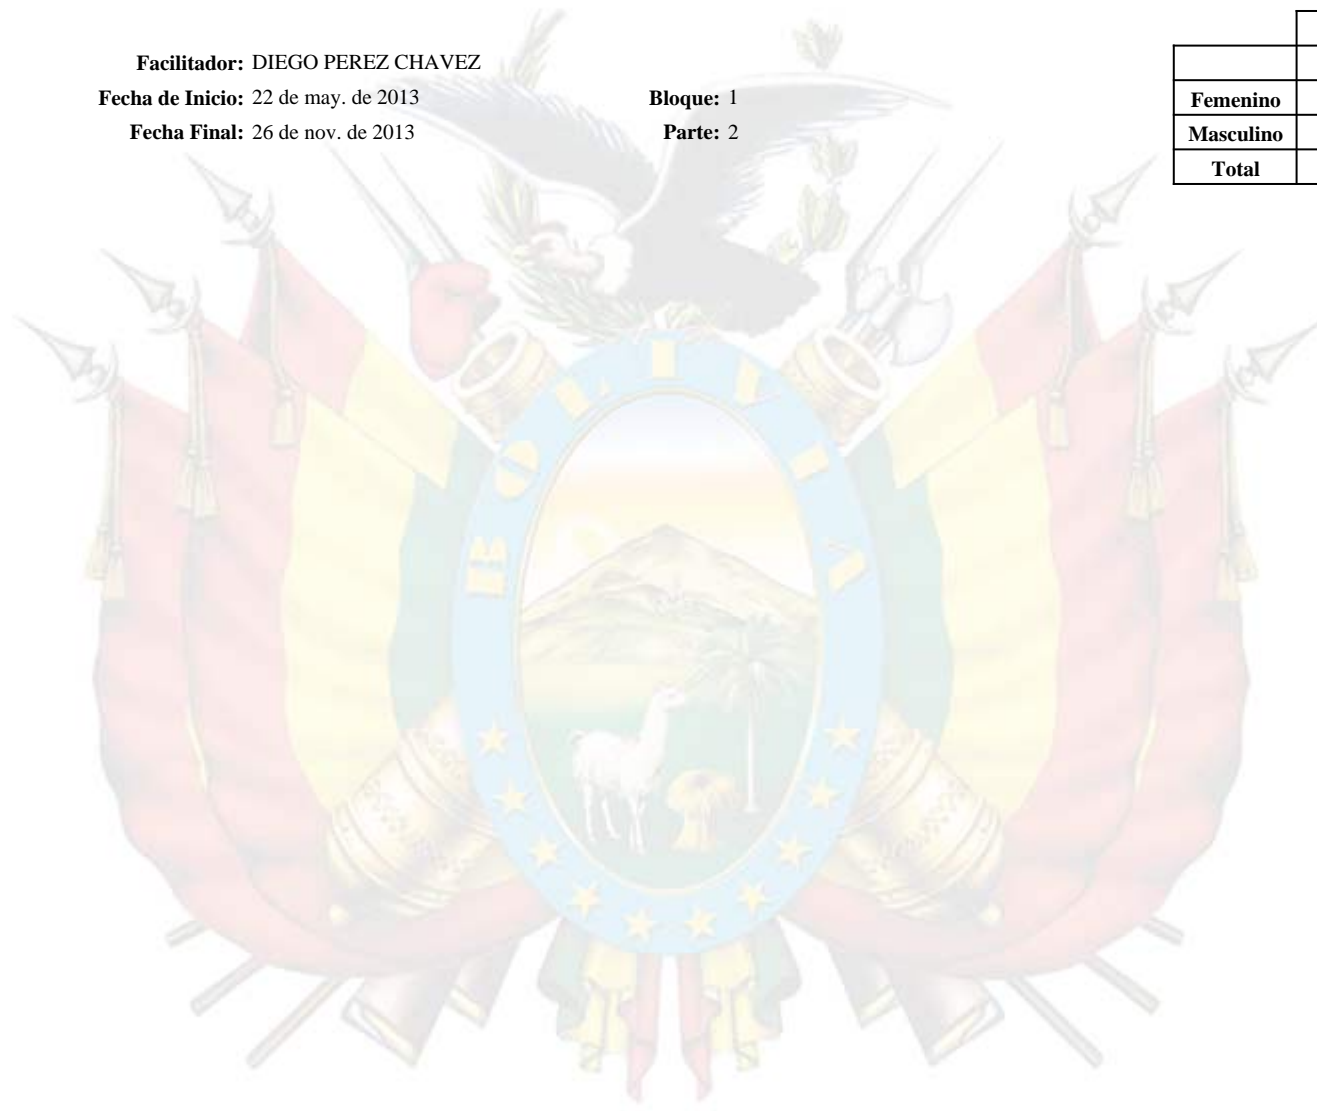 Facilitador: DIEGO PEREZ CHAVEZ
Fecha de Inicio: 22 de may. de 2013 Bloque: 1
Femenino
Fecha Final: 26 de nov. de 2013 Parte: 2
Masculino
Total
BOLIVIA